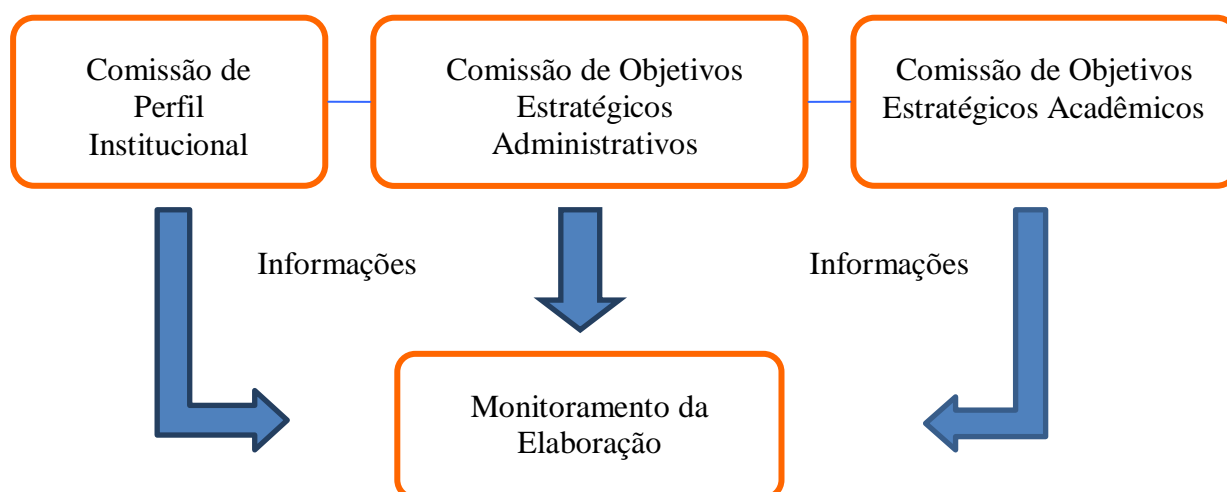 Comissão de
Perfil
Institucional
Comissão de Objetivos
Estratégicos
Administrativos
Comissão de Objetivos
Estratégicos Acadêmicos
Informações
Informações
Monitoramento da
Elaboração